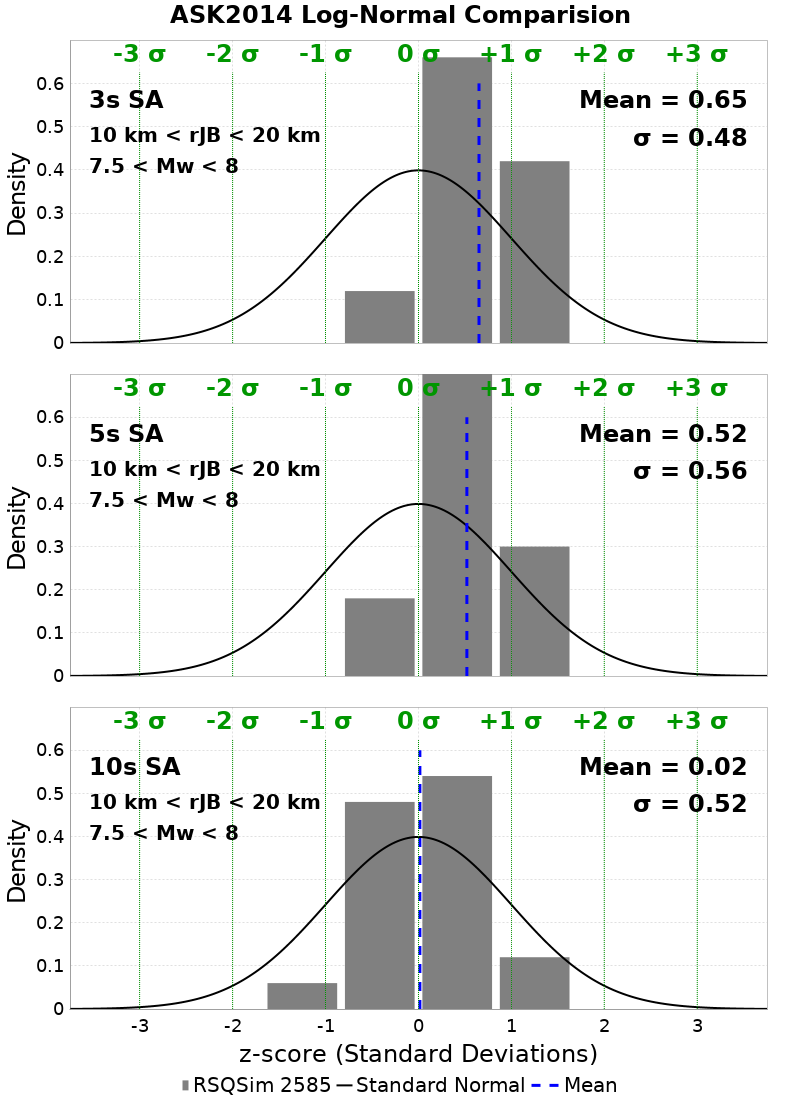 ASK2014 Log-Normal Comparision
-3 σ -2 σ -1 σ 0 σ +1 σ +2 σ +3 σ
3s SA
10 km < rJB < 20 km
7.5 < Mw < 8
Mean = 0.65
σ = 0.48
Density
0.6
0.5
0.4
0.3
0.2
0.1
0
-3 σ -2 σ -1 σ 0 σ +1 σ +2 σ +3 σ
5s SA
10 km < rJB < 20 km
7.5 < Mw < 8
Mean = 0.52
σ = 0.56
Density
0.6
0.5
0.4
0.3
0.2
0.1
0
-3 σ -2 σ -1 σ 0 σ +1 σ +2 σ +3 σ
10s SA
10 km < rJB < 20 km
7.5 < Mw < 8
Mean = 0.02
σ = 0.52
Density
0.6
0.5
0.4
0.3
0.2
0.1
0
-3 -2 -1 0 1 2 3
z-score (Standard Deviations)
RSQSim 2585 Standard Normal Mean